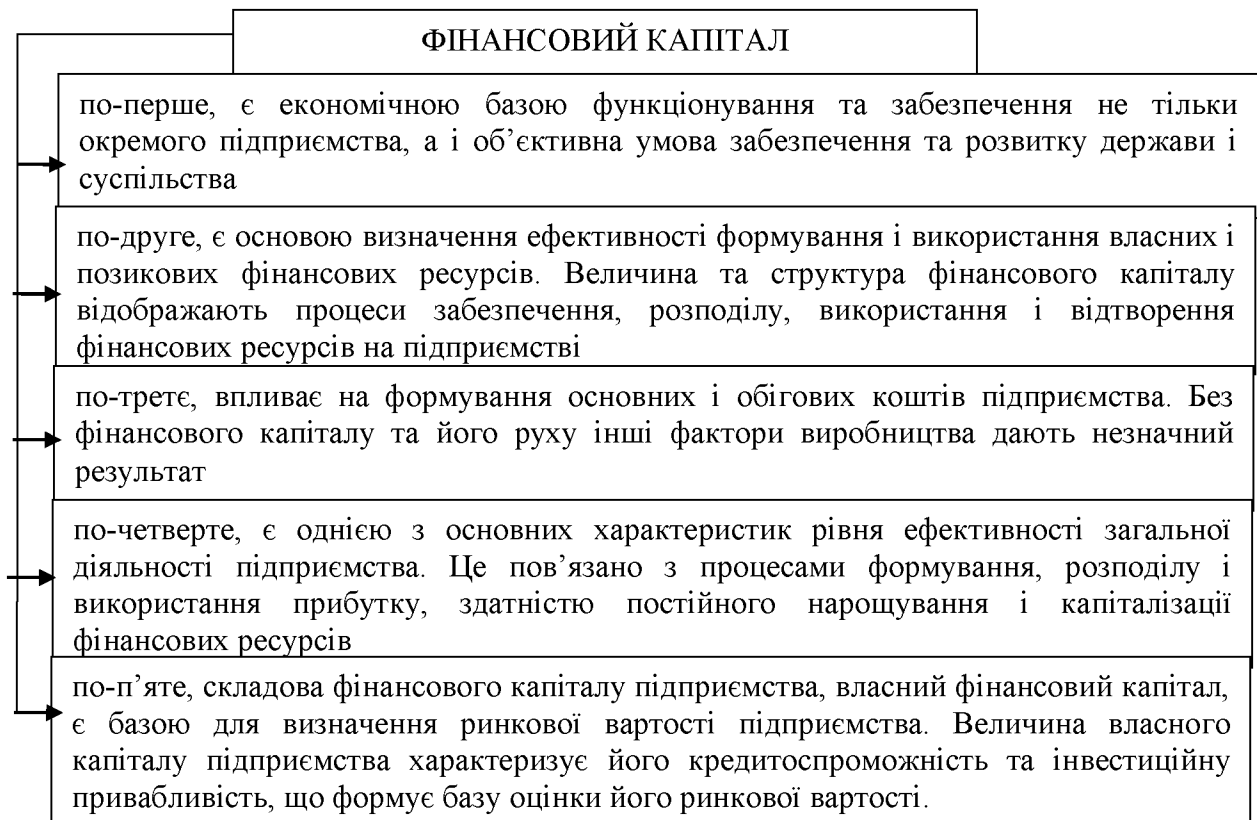 ФІНАНСОВИЙ КАПІТАЛ
по-перше, є економічною базою функціонування та забезпечення не тільки
окремого підприємства, а і об’єктивна умова забезпечення та розвитку держави і
суспільства
по-друге, є основою визначення ефективності формування і використання власних і
позикових фінансових ресурсів. Величина та структура фінансового капіталу
відображають процеси забезпечення, розподілу, використання і відтворення
фінансових ресурсів на підприємстві
по-третє, впливає на формування основних і обігових коштів підприємства. Без
фінансового капіталу та його руху інші фактори виробництва дають незначний
результат
по-четверте, є однією з основних характеристик рівня ефективності загальної
діяльності підприємства. Це пов’язано з процесами формування, розподілу і
використання прибутку, здатністю постійного нарощування і капіталізації
фінансових ресурсів
по-п’яте, складова фінансового капіталу підприємства, власний фінансовий капітал,
є базою для визначення ринкової вартості підприємства. Величина власного
капіталу підприємства характеризує його кредитоспроможність та інвестиційну
привабливість, що формує базу оцінки його ринкової вартості.